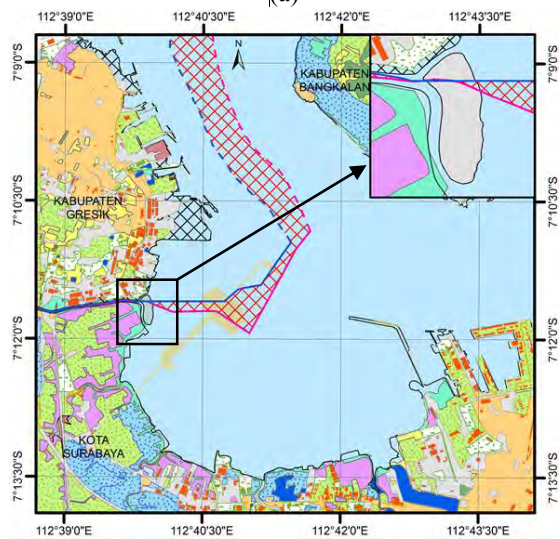 (a)
112°39'0"E 112°40'30"E 112°42'0"E 112°43'30"E
7°9'0"S
7°10'30"S
7°12'0"S
7°13'30"S
N
KABUPATEN
BANGKALAN
KABUPATEN
GRESIK
KOTA
SURABAYA
7°9'0"S
7°10'30"S
7°12'0"S
7°13'30"S
112°39'0"E 112°40'30"E 112°42'0"E 112°43'30"E